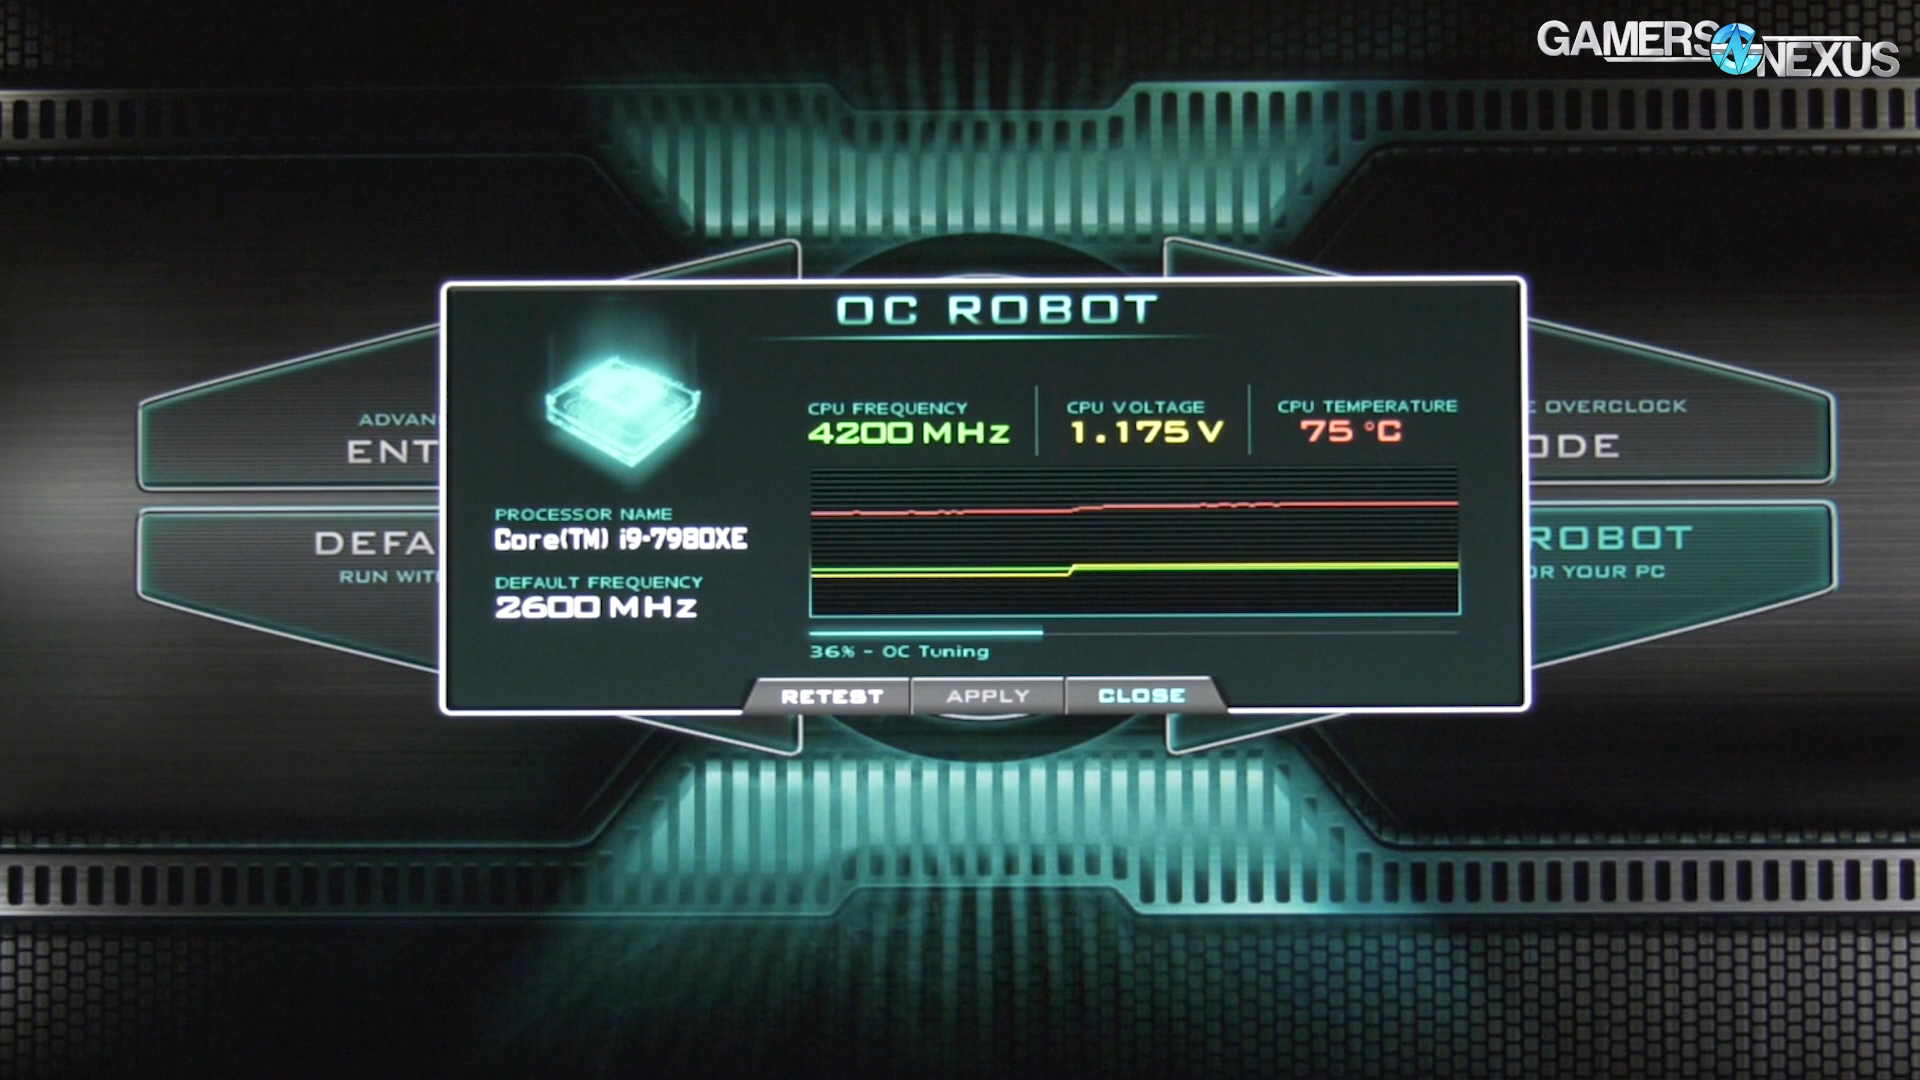 GAMERS NEXUS
OC ROBOT
CPU FREQUENCY
4200 MHz
CPU VOLTAGE
1.175 V
CPU TEMPERATURE
75 °C
ADVAN
ENT
E OVERCLOCK
ODE
PROCESSOR NAME
Core(TM) i9-7980XE
DEFAULT FREQUENCY
2600 MHz
DEFA
RUN WIT
ROBOT
OR YOUR PC
36% - OC Tuning
RETEST
APPLY
CLOSE